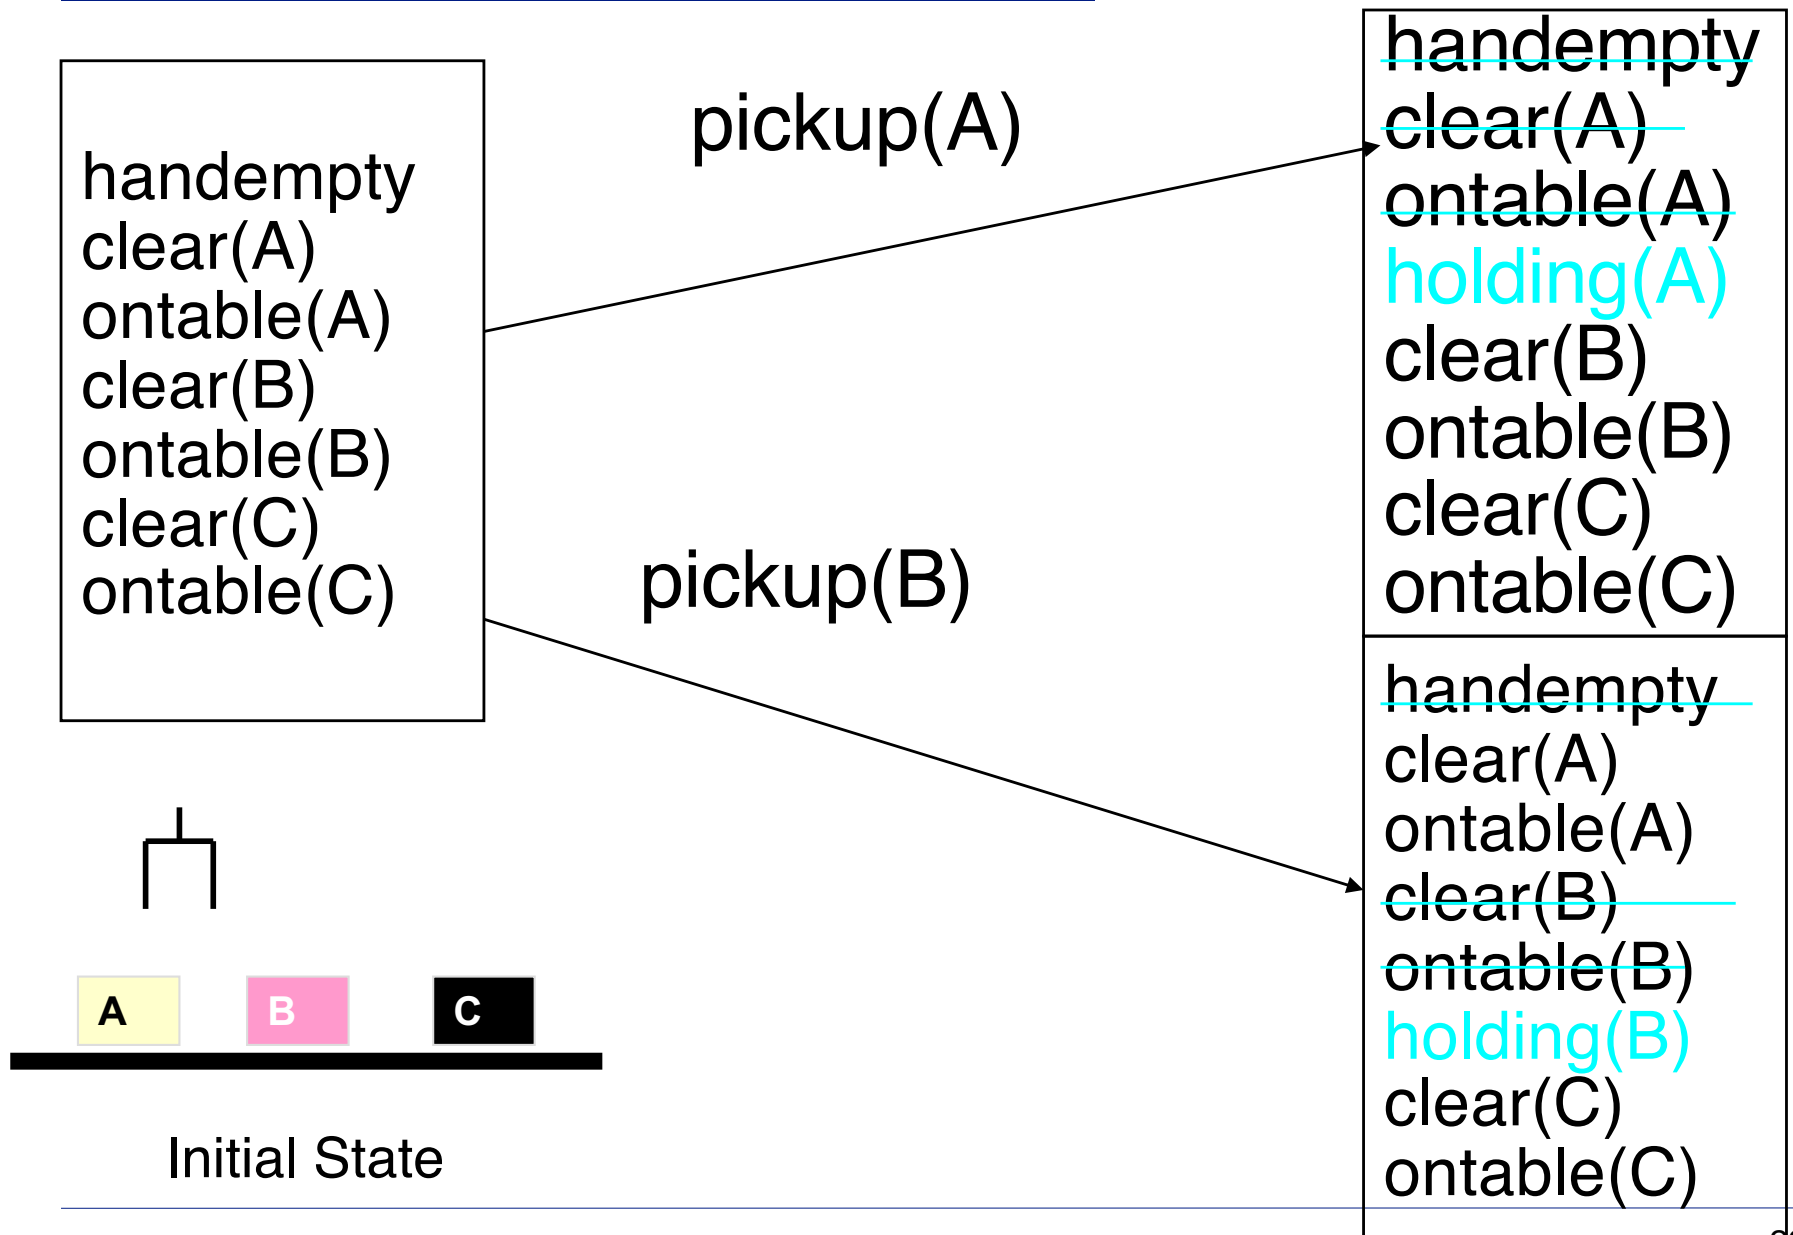 handempty
clear(A)
ontable(A)
clear(B)
ontable(B)
clear(C)
ontable(C)
pickup(A)
pickup(B)
handempty
clear(A)
ontable(A)
holding(A)
clear(B)
ontable(B)
clear(C)
ontable(C)
handempty
clear(A)
ontable(A)
clear(B)
ontable(B)
holding(B)
clear(C)
ontable(C)
A B C
Initial State